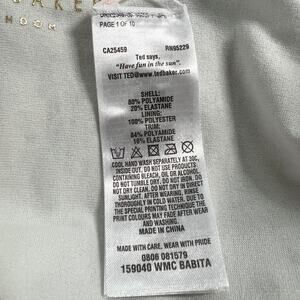 BAKER
PAGE 1 OF 10
CA25459 RN95229
Ted says,
"Have fun in the sun"
VISIT TED@www.tedbaker.com
SHELL:
80% POLYAMIDE
20% ELASTANE
LINING:
100% POLYESTER
TRIM:
84% POLYAMIDE
16% ELASTANE
COOL HAND WASH SEPARATELY AT 30C,
INSIDE OUT. DO NOT USE PRODUCTS
CONTAINING BLEACH, OIL OR ALCOHOL.
DO NOT TUMBLE DRY; DO NOT IRON; DO
NOT DRY CLEAN. DO NOT DRY IN DIRECT
SUNLIGHT. AFTER WEARING, RINSE
THOROUGHLY IN COLD WATER. DUE TO
THE SPECIAL PRINTING TECHNIQUE THE
PRINT COLOURS MAY FADE AFTER WEAR
AND WASHING.
MADE IN CHINA
MADE WITH CARE, WEAR WITH PRIDE
0806 081579
159040 WMC BABITA